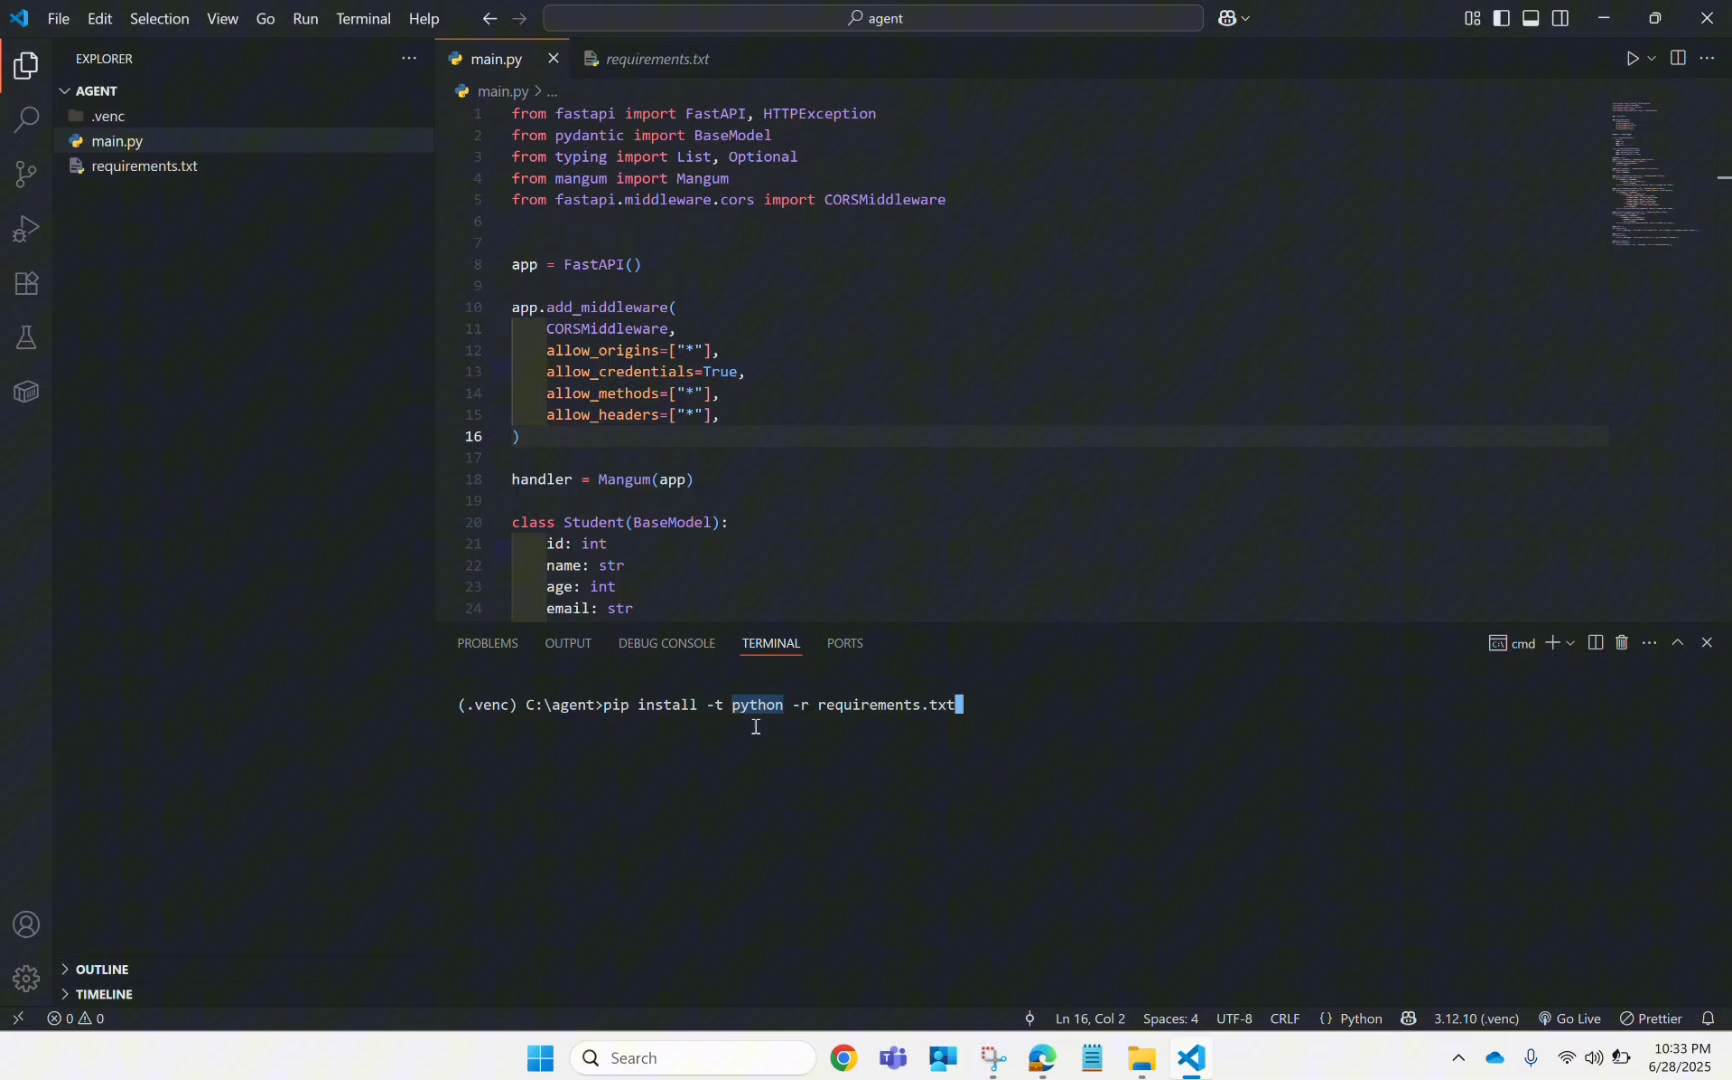 File Edit Selection View Go Run Terminal Help
agent
EXPLORER
AGENT
.venc
main.py
requirements.txt
main.py
requirements.txt
main.py > ...
1 from fastapi import FastAPI, HTTPException
2 from pydantic import BaseModel
3 from typing import List, Optional
4 from mangum import Mangum
5 from fastapi.middleware.cors import CORSMiddleware
6
7
8 app = FastAPI()
9
10 app.add_middleware(
11     CORSMiddleware,
12     allow_origins=["*"],
13     allow_credentials=True,
14     allow_methods=["*"],
15     allow_headers=["*"],
16 )
17
18 handler = Mangum(app)
19
20 class Student(BaseModel):
21     id: int
22     name: str
23     age: int
24     email: str
PROBLEMS OUTPUT DEBUG CONSOLE TERMINAL PORTS
cmd
(.venc) C:\agent>pip install -t python -r requirements.txt
OUTLINE
TIMELINE
0 0
Ln 16, Col 2 Spaces: 4 UTF-8 CRLF {} Python 3.12.10 (.venc) Go Live Prettier
Search
10:33 PM
6/28/2025